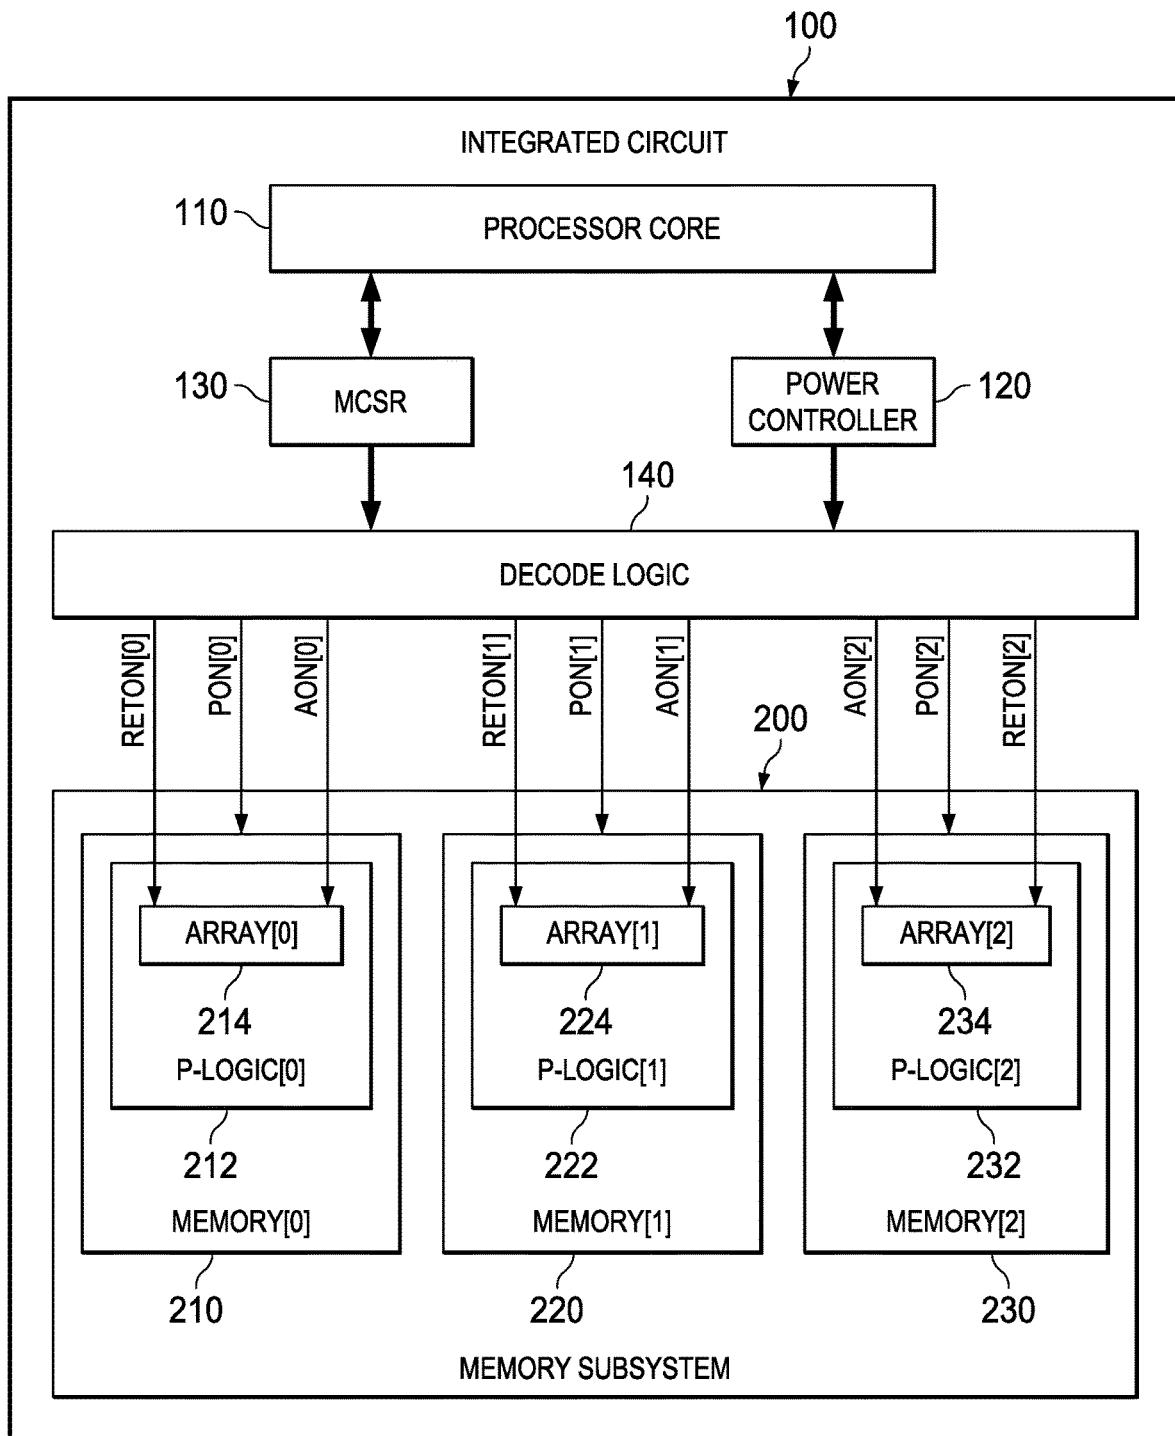 100
INTEGRATED CIRCUIT
110
PROCESSOR CORE
130
MCSR
POWER
CONTROLLER
120
140
DECODE LOGIC
RETON[0]
PON[0]
AON[0]
RETON[1]
PON[1]
AON[1]
AON[2]
PON[2]
RETON[2]
200
ARRAY[0]
ARRAY[1]
ARRAY[2]
214
224
234
P-LOGIC[0]
P-LOGIC[1]
P-LOGIC[2]
212
222
232
MEMORY[0]
MEMORY[1]
MEMORY[2]
210
220
230
MEMORY SUBSYSTEM